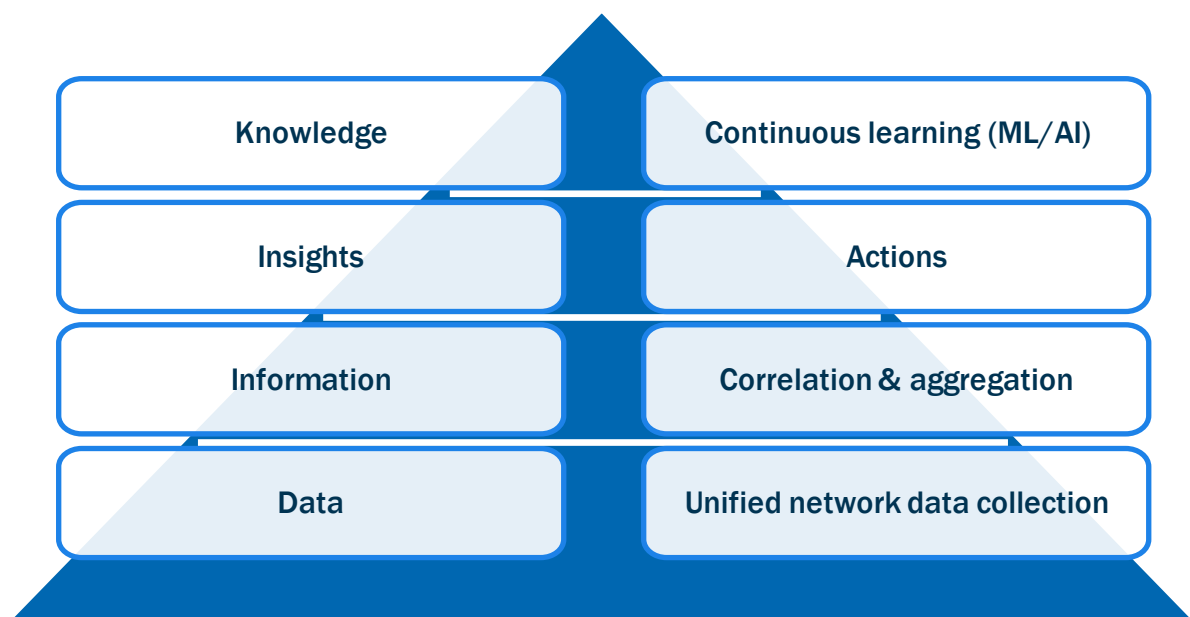 Knowledge
Continuous learning (ML/AI)
Insights
Actions
Information
Correlation & aggregation
Data
Unified network data collection